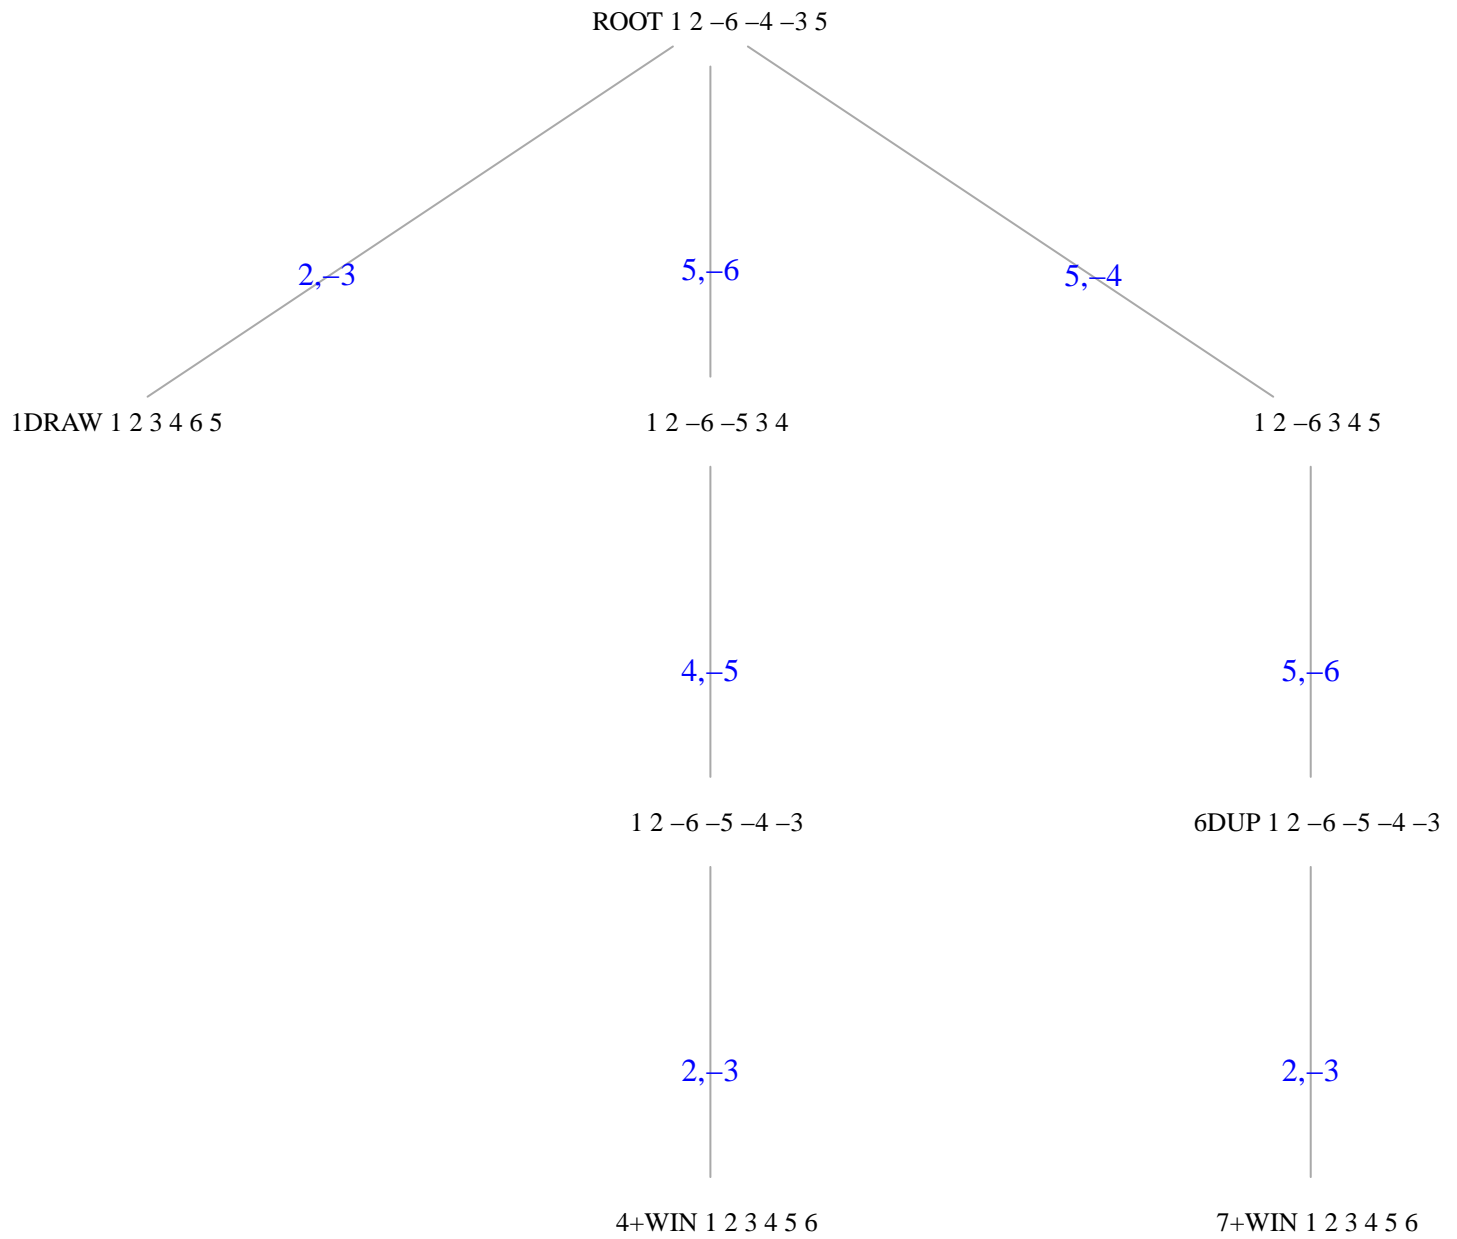 ROOT 1 2 –6 –4 –3 5
2,–3
5,–6
5,–4
1DRAW 1 2 3 4 6 5
1 2 –6 –5 3 4
1 2 –6 3 4 5
4,–5
5,–6
1 2 –6 –5 –4 –3
6DUP 1 2 –6 –5 –4 –3
2,–3
2,–3
4+WIN 1 2 3 4 5 6
7+WIN 1 2 3 4 5 6